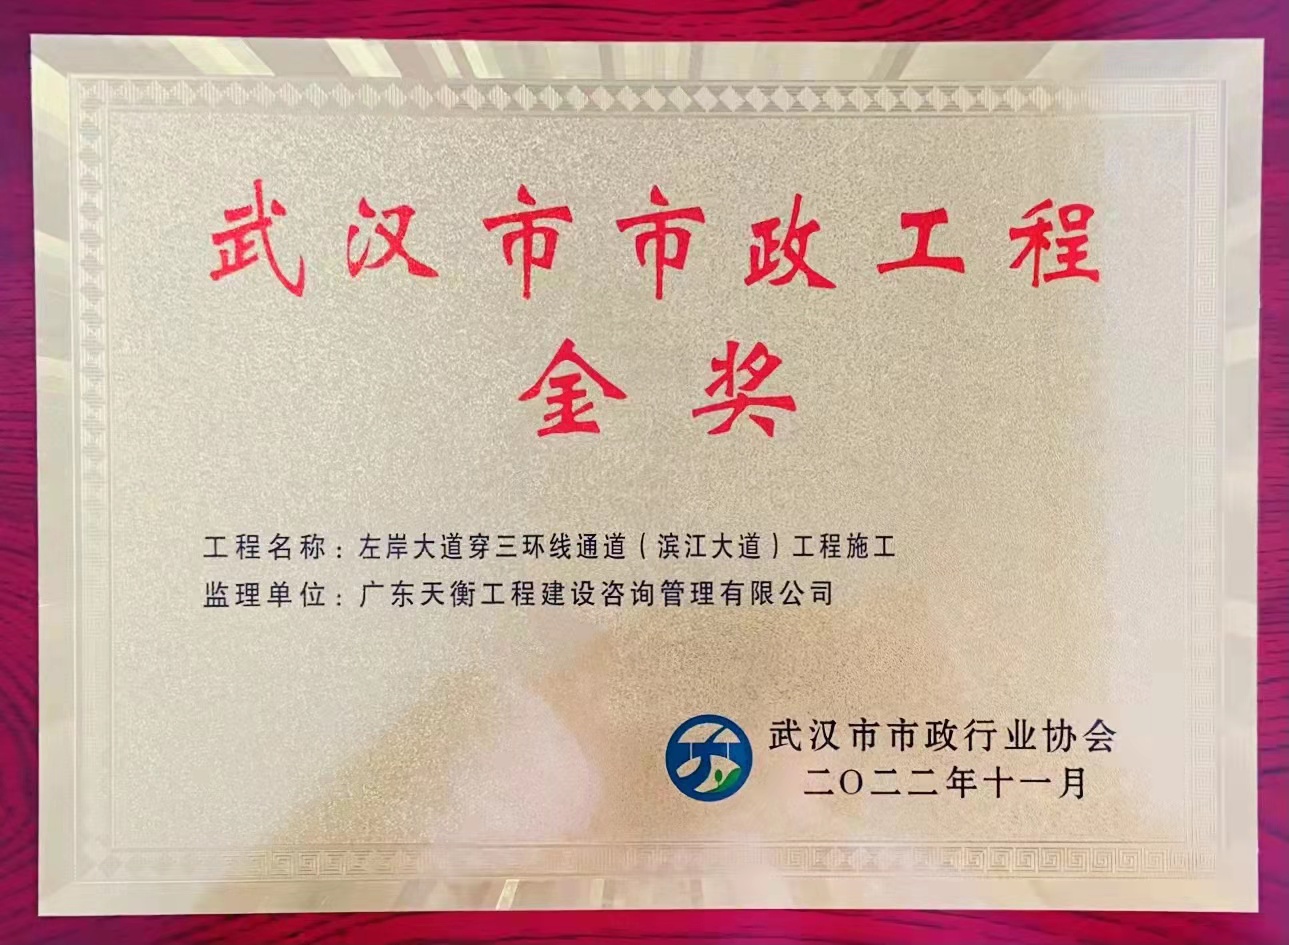 武汉市市政工程
金奖
工程名称：左岸大道穿三环线通道（滨江大道）工程施工
监理单位：广东天衡工程建设咨询管理有限公司
武汉市市政行业协会
二〇二二年十一月